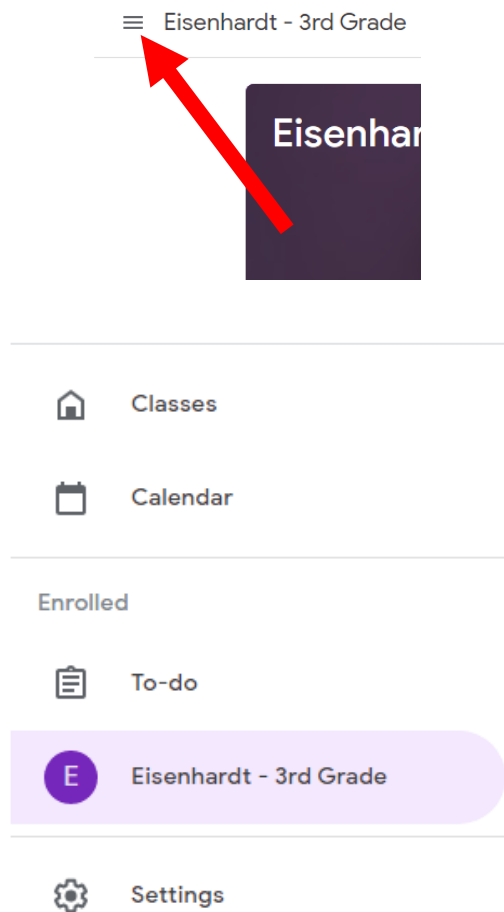 Eisenhardt - 3rd Grade
Eisenhar
Classes
Calendar
Enrolled
To-do
E
Eisenhardt - 3rd Grade
Settings